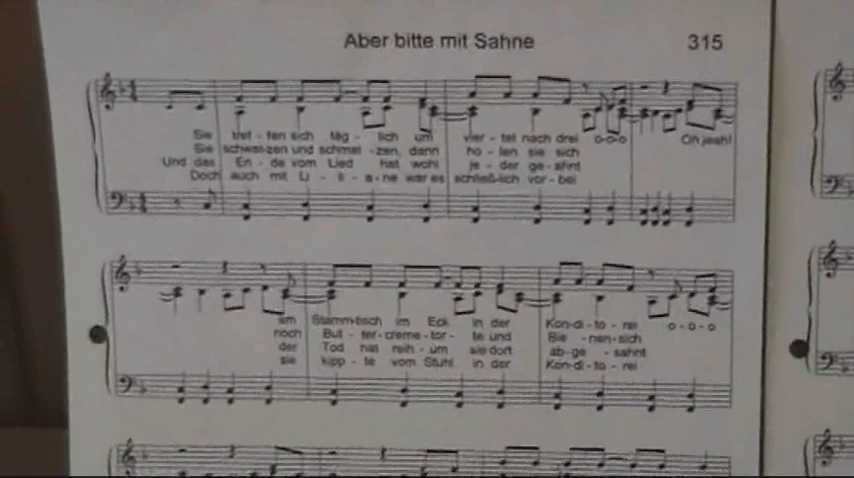 Aber bitte mit Sahne 315
Sie tref - fen sich täg - lich um vier - tel nach drei o-o-o Oh jeah!
Sie schwat-zen und schmat -zen, dann ho - len sie sich
Und das En - de vom Lied hat wohl je - der ge-ahnt
Doch auch mit Li - li - a-ne war es schließ-lich vor-bei
am Stamm-tisch im Eck in der Kon-di-to-rei o-o-o
noch But - ter-creme-tor- te und Bie -nen-stich
der Tod hat reih - um sie dort ab-ge -sahnt
sie kipp - te vom Stuhl in der Kon-di-to-rei